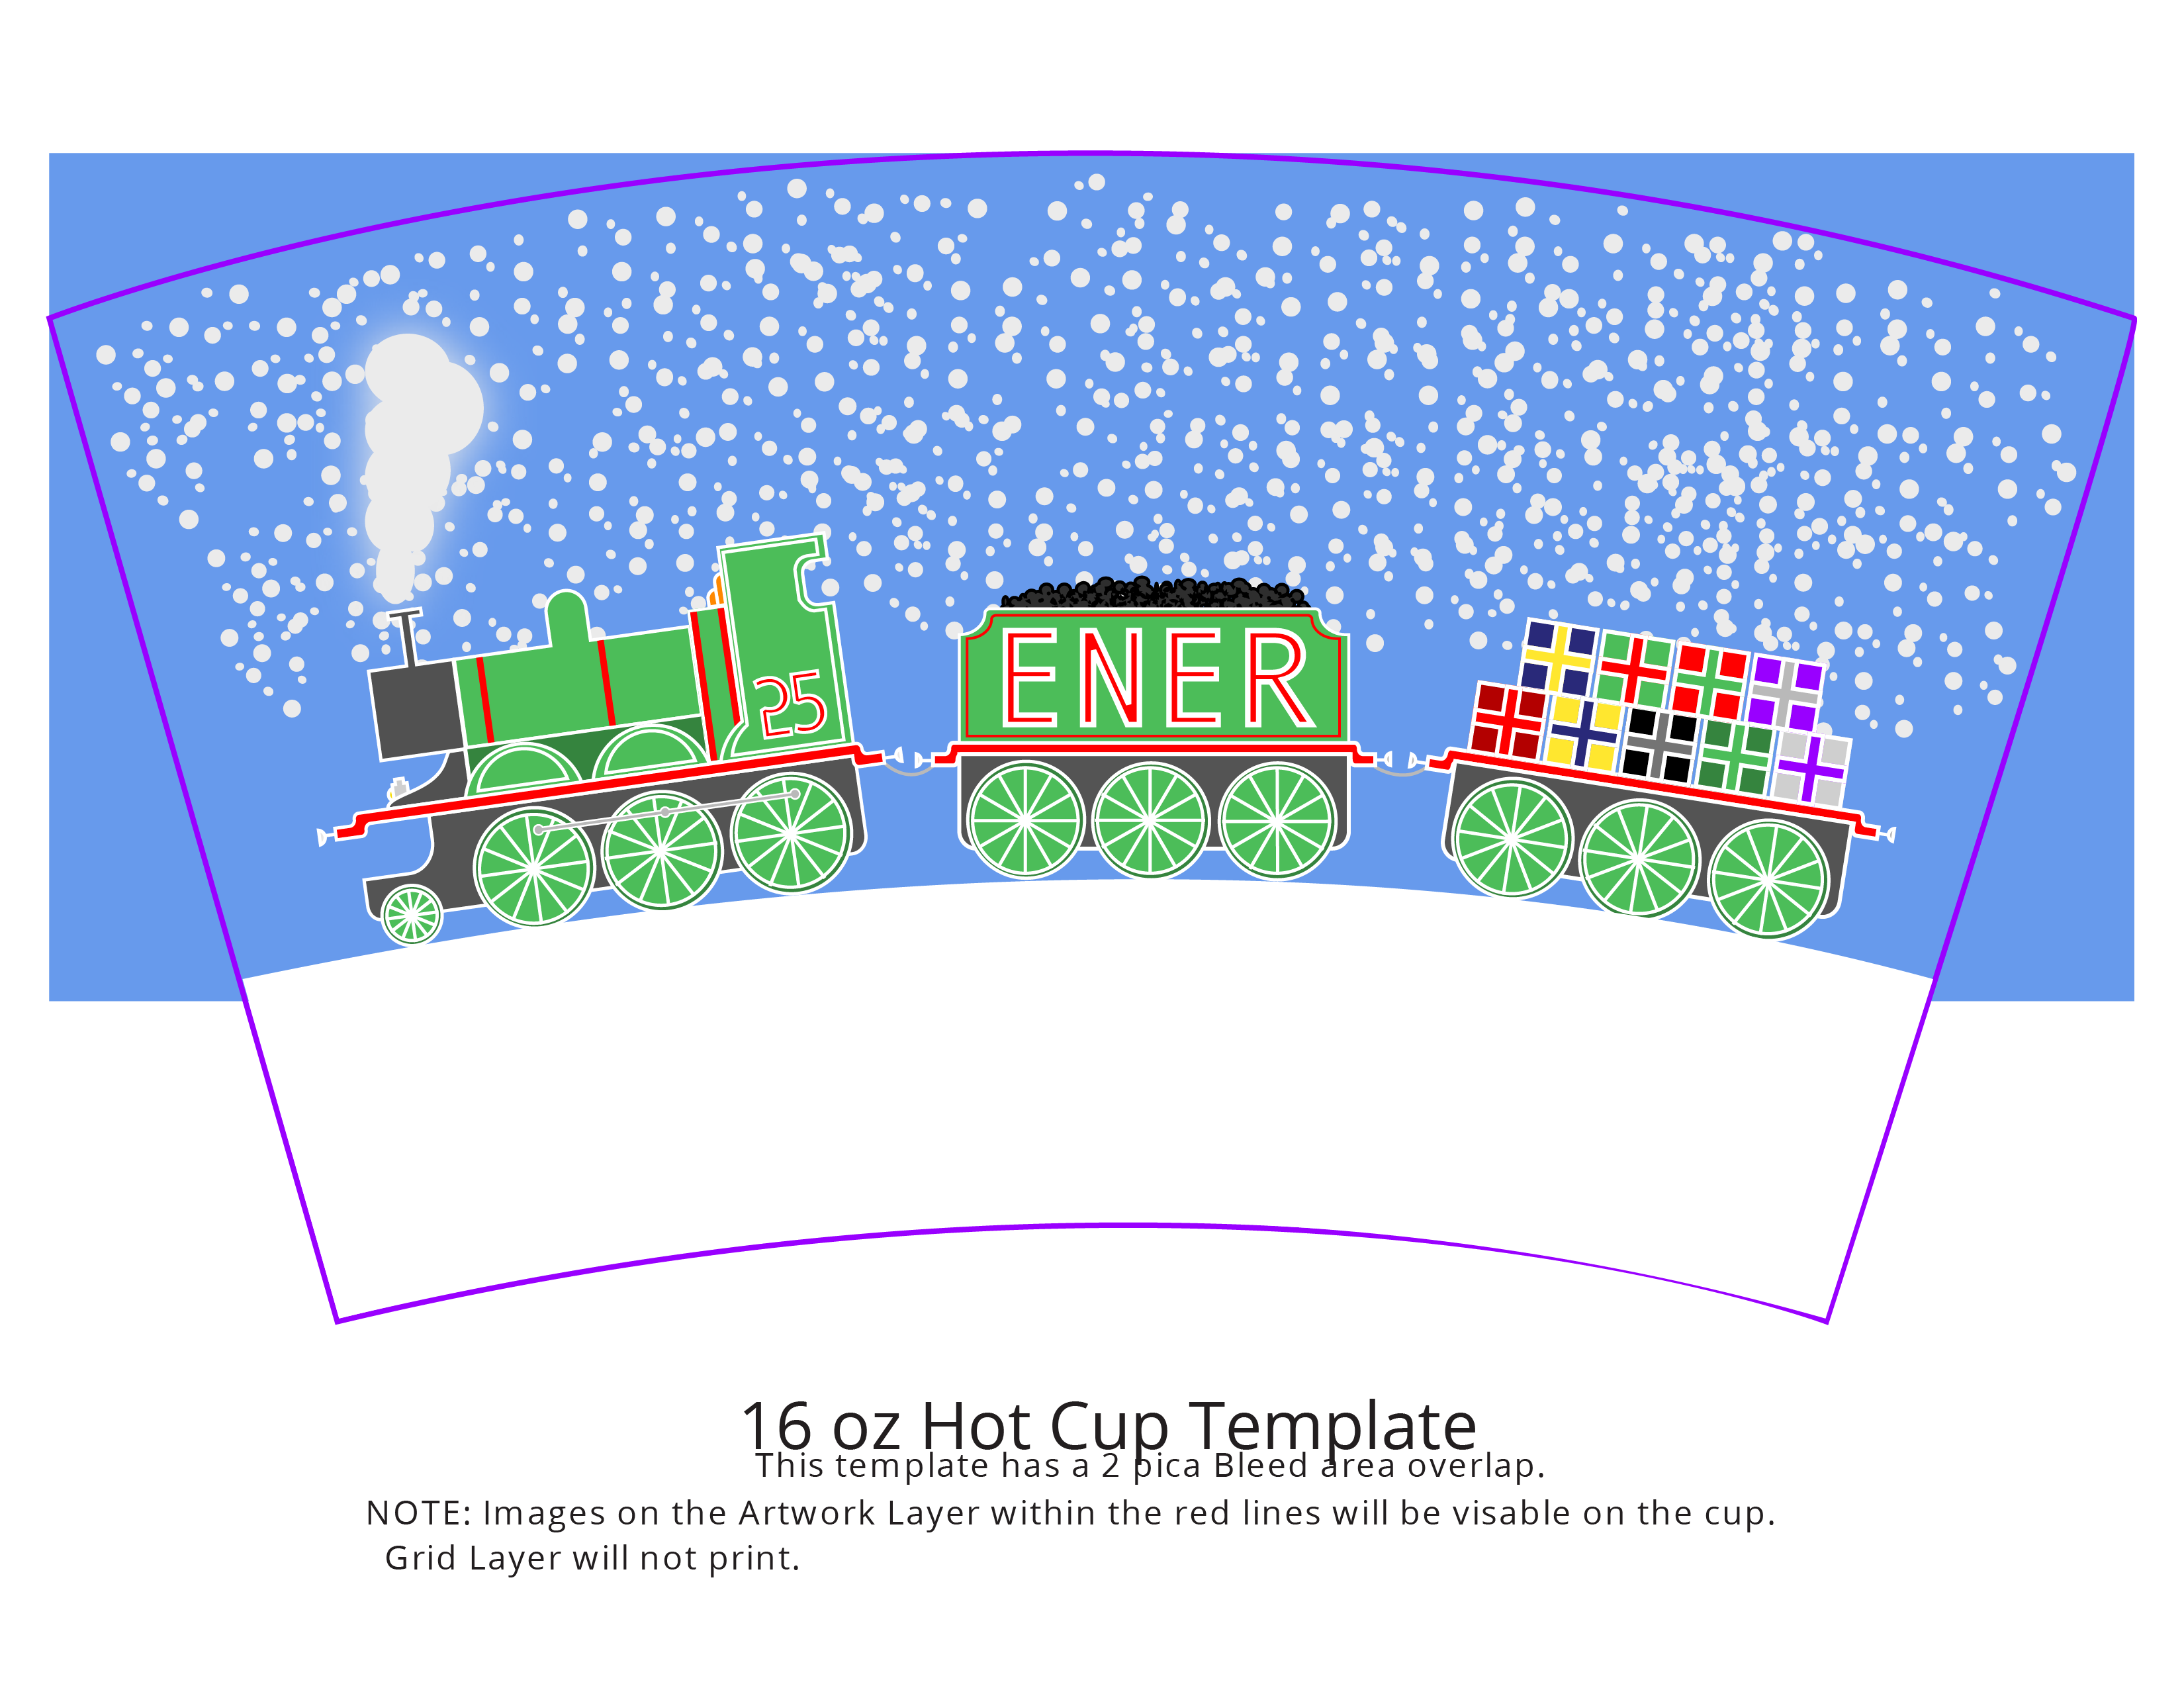 25
ENER
16 oz Hot Cup Template
This template has a 2 pica Bleed area overlap.
NOTE: Images on the Artwork Layer within the red lines will be visable on the cup.
Grid Layer will not print.